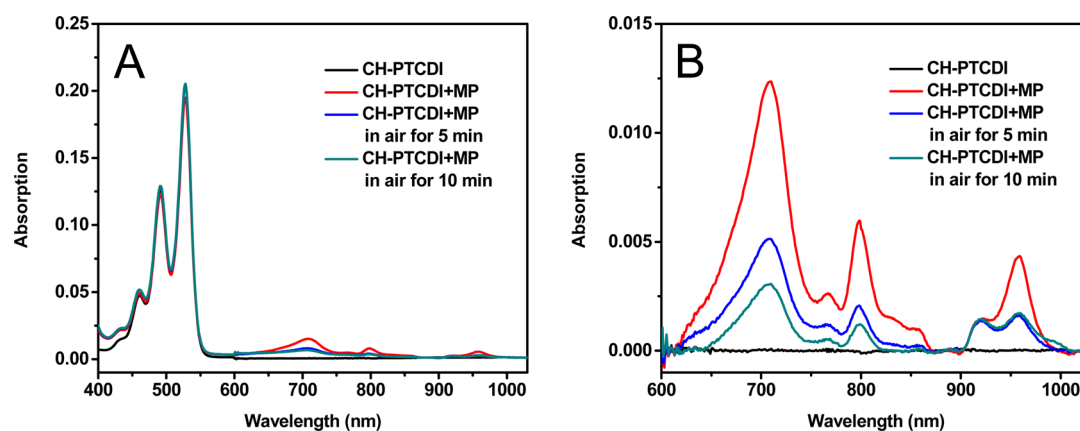 A
CH-PTCDI
CH-PTCDI+MP
CH-PTCDI+MP
in air for 5 min
CH-PTCDI+MP
in air for 10 min
Absorption
0.25
0.20
0.15
0.10
0.05
0.00
400 500 600 700 800 900 1000
Wavelength (nm)
B
CH-PTCDI
CH-PTCDI+MP
CH-PTCDI+MP
in air for 5 min
CH-PTCDI+MP
in air for 10 min
Absorption
0.015
0.010
0.005
0.000
600 700 800 900 1000
Wavelength (nm)